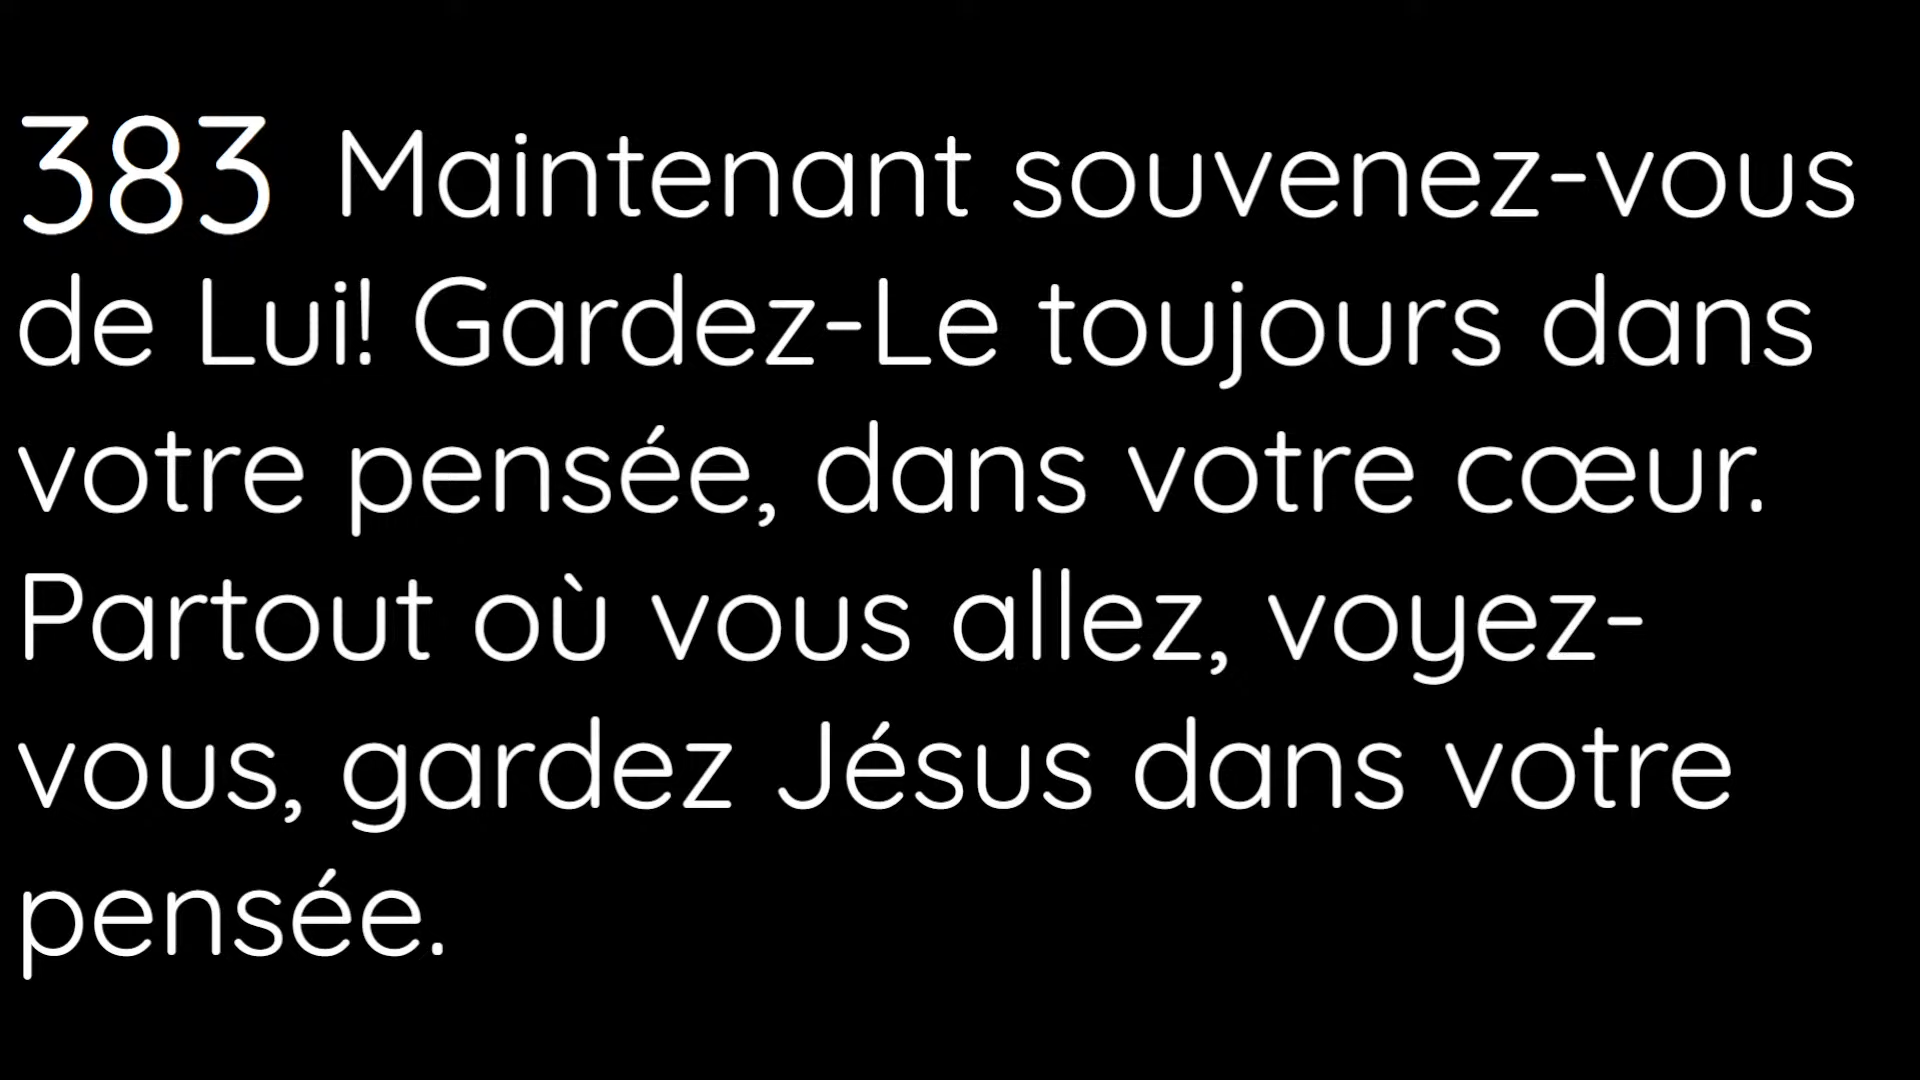 383 Maintenant souvenez-vous
de Lui! Gardez-Le toujours dans
votre pensée, dans votre cœur.
Partout où vous allez, voyez-
vous, gardez Jésus dans votre
pensée.